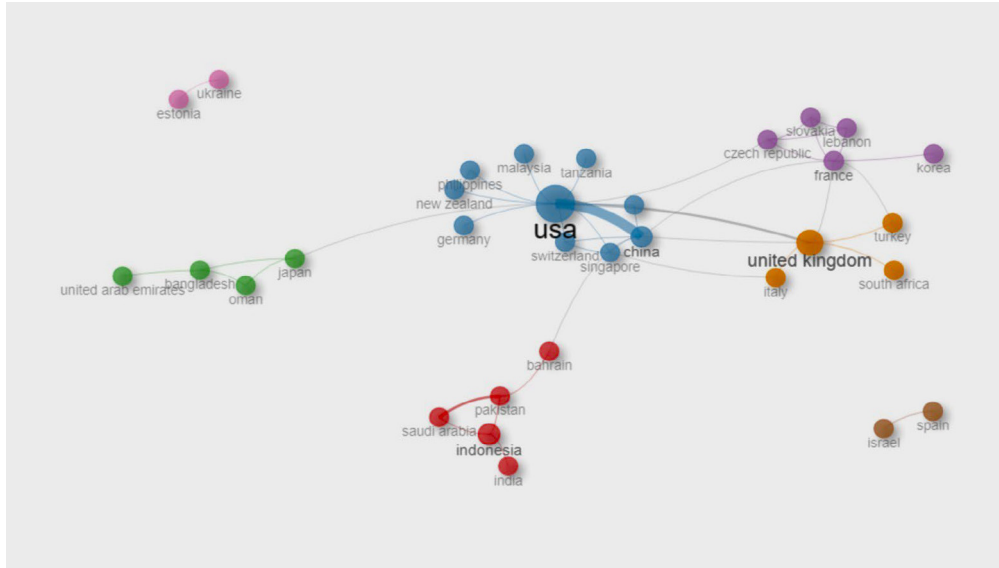 ukraine
estonia
slovakia
lebanon
czech republic
korea
france
malaysia
tanzania
philippines
new zealand
usa
germany
switzerland
china
singapore
turkey
united kingdom
south africa
italy
japan
bangladesh
united arab emirates
oman
bahrain
pakistan
saudi arabia
indonesia
india
spain
israel